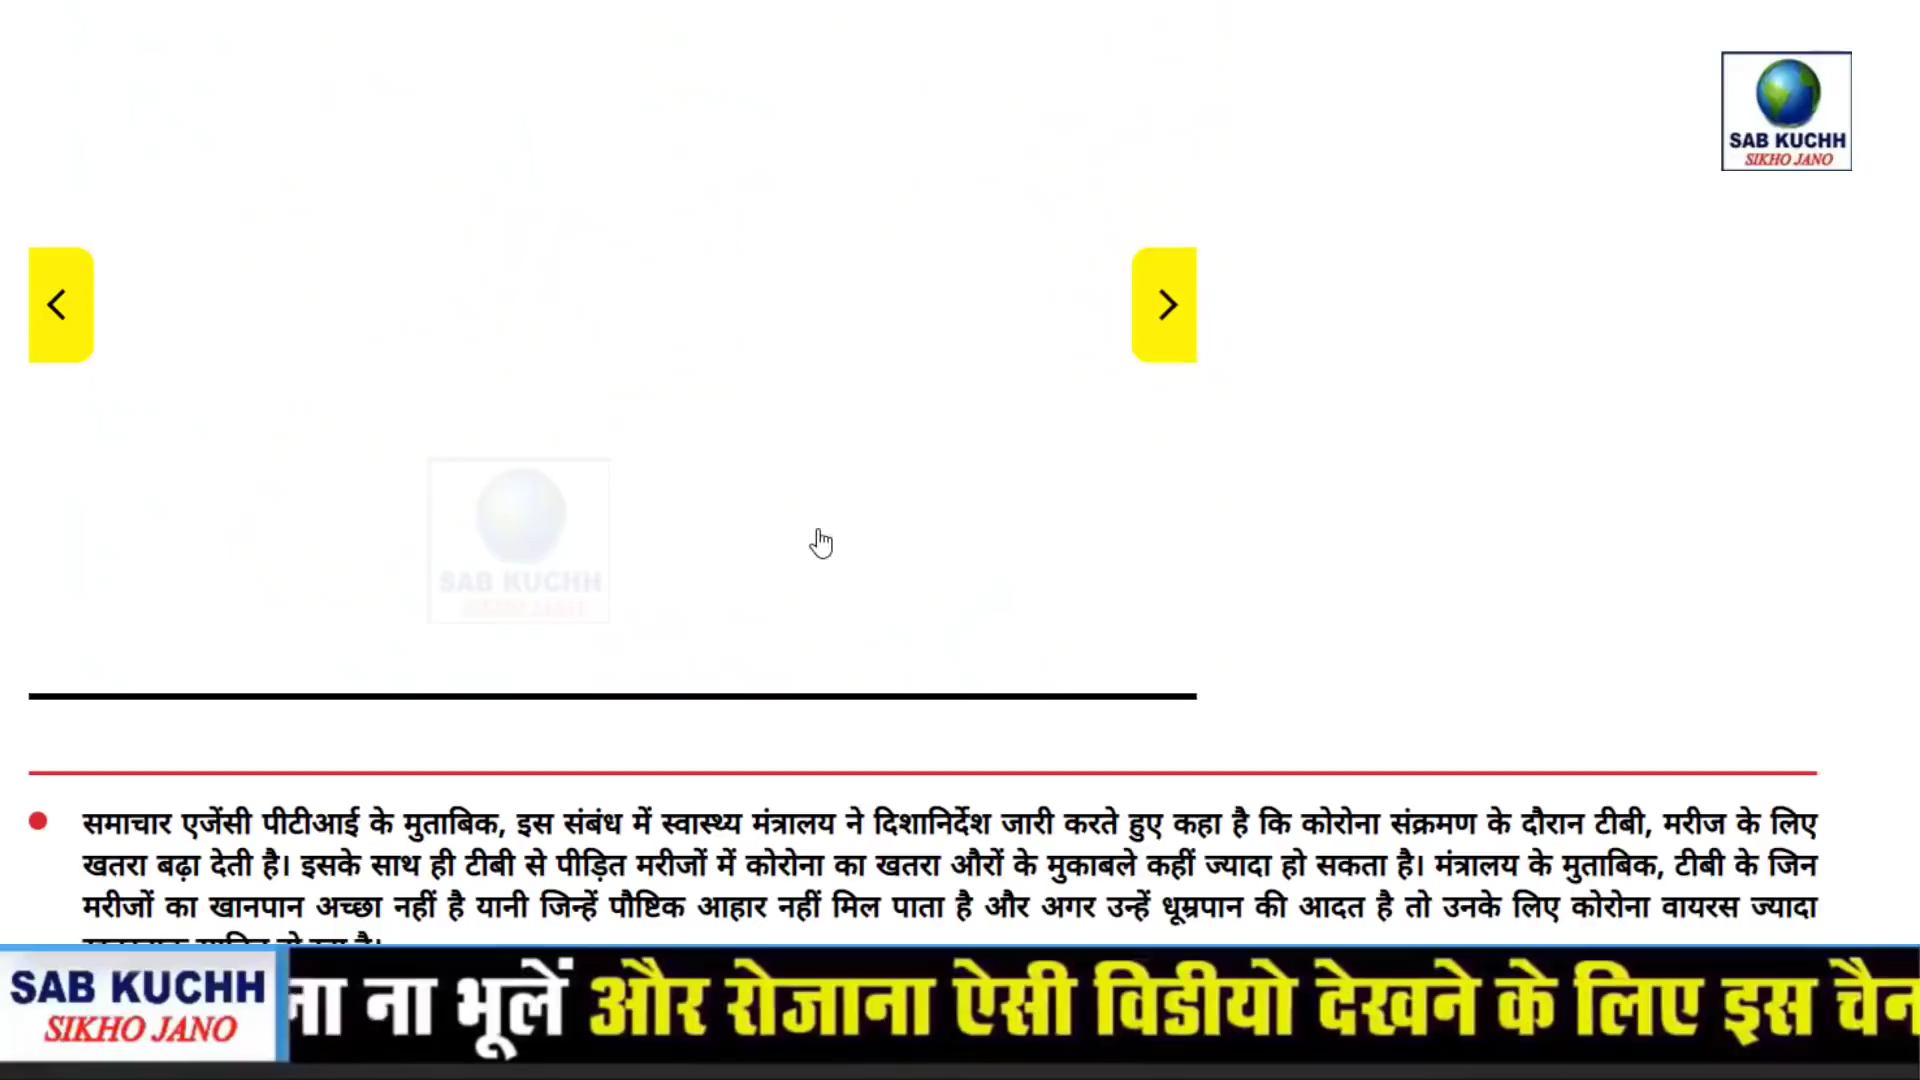 SAB KUCHH
SIKHO JANO
SAB KUCHH
समाचार एजेंसी पीटीआई के मुताबिक, इस संबंध में स्वास्थ्य मंत्रालय ने दिशानिर्देश जारी करते हुए कहा है कि कोरोना संक्रमण के दौरान टीबी, मरीज के लिए
खतरा बढ़ा देती है। इसके साथ ही टीबी से पीड़ित मरीजों में कोरोना का खतरा औरों के मुकाबले कहीं ज्यादा हो सकता है। मंत्रालय के मुताबिक, टीबी के जिन
मरीजों का खानपान अच्छा नहीं है यानी जिन्हें पौष्टिक आहार नहीं मिल पाता है और अगर उन्हें धूम्रपान की आदत है तो उनके लिए कोरोना वायरस ज्यादा
SAB KUCHH
SIKHO JANO
ना भूलें और रोजाना ऐसी विडीयो देखने के लिए इस